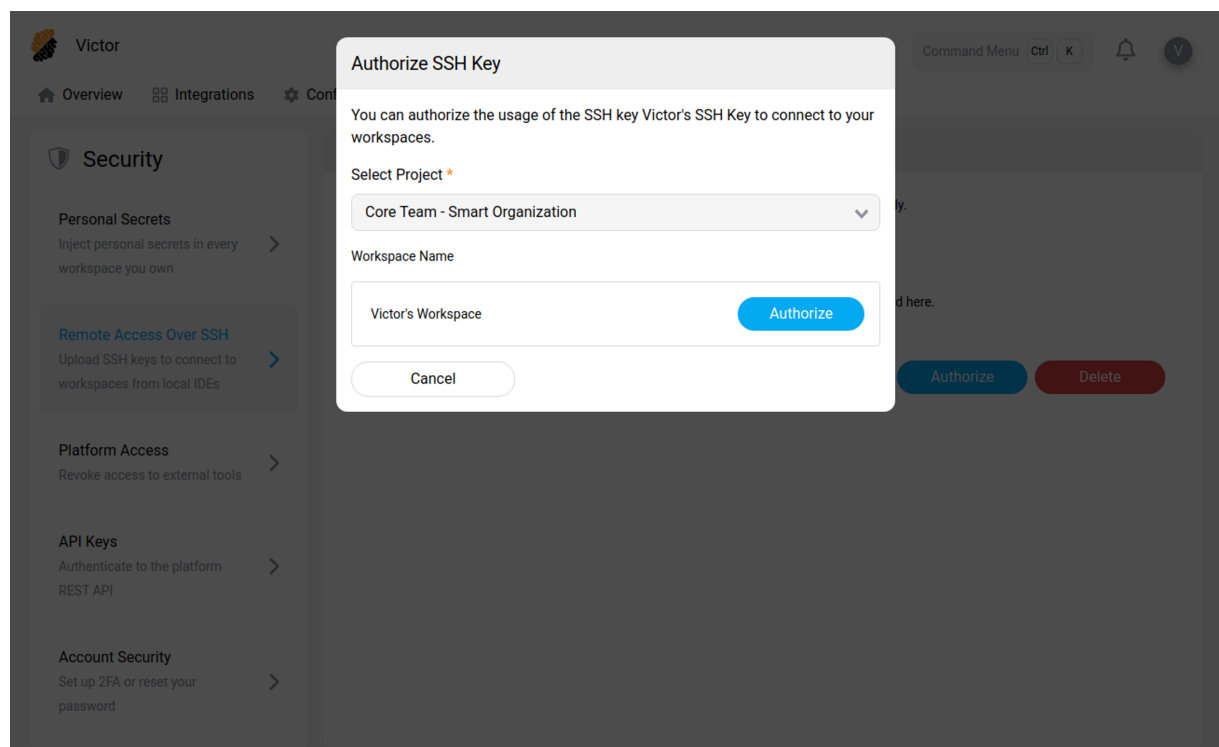 Victor
Command Menu Ctrl K
V
Overview Integrations Conf
Authorize SSH Key
You can authorize the usage of the SSH key Victor's SSH Key to connect to your
workspaces.
Select Project *
Core Team - Smart Organization
Workspace Name
Victor's Workspace Authorize
Cancel
Security
Personal Secrets
Inject personal secrets in every
workspace you own
Remote Access Over SSH
Upload SSH keys to connect to
workspaces from local IDEs
Platform Access
Revoke access to external tools
API Keys
Authenticate to the platform
REST API
Account Security
Set up 2FA or reset your
password
ly.
d here.
Authorize Delete